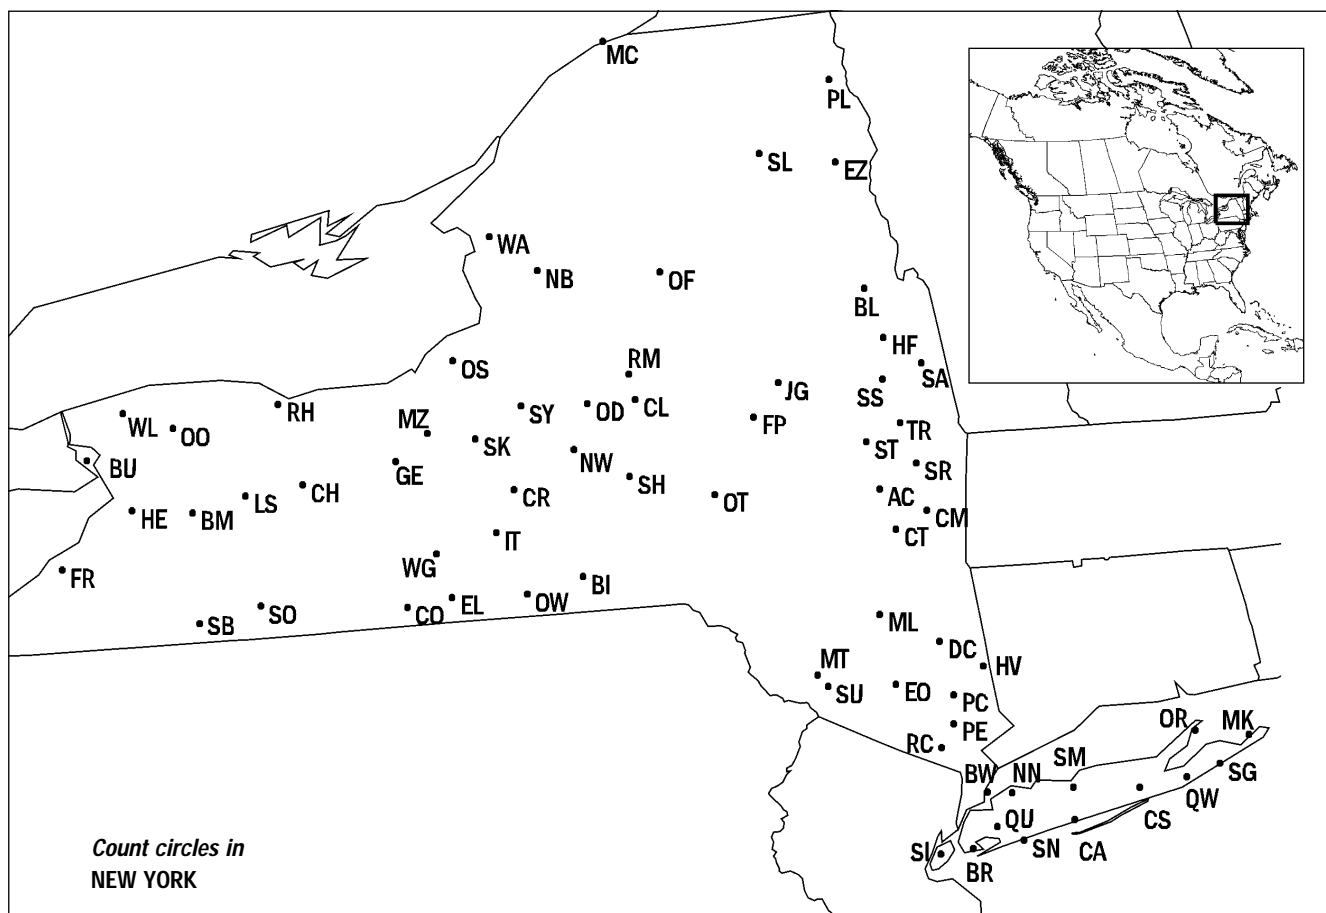 MC
PL
SL
EZ
WA
NB
OF
BL
HF
OS
RM
SA
JG
SS
RH
MZ
SY
OD
CL
FP
WL
OO
TR
SK
ST
BU
GE
NW
SR
CH
LS
CR
SH
OT
AC
HE
BM
CM
CT
IT
WG
FR
BI
EL
OW
SO
CO
SB
ML
DC
MT
HV
SU
EO
PC
OR
MK
PE
RC
SM
BW
NN
SG
QW
QU
CS
SN
CA
SI
BR
Count circles in
NEW YORK